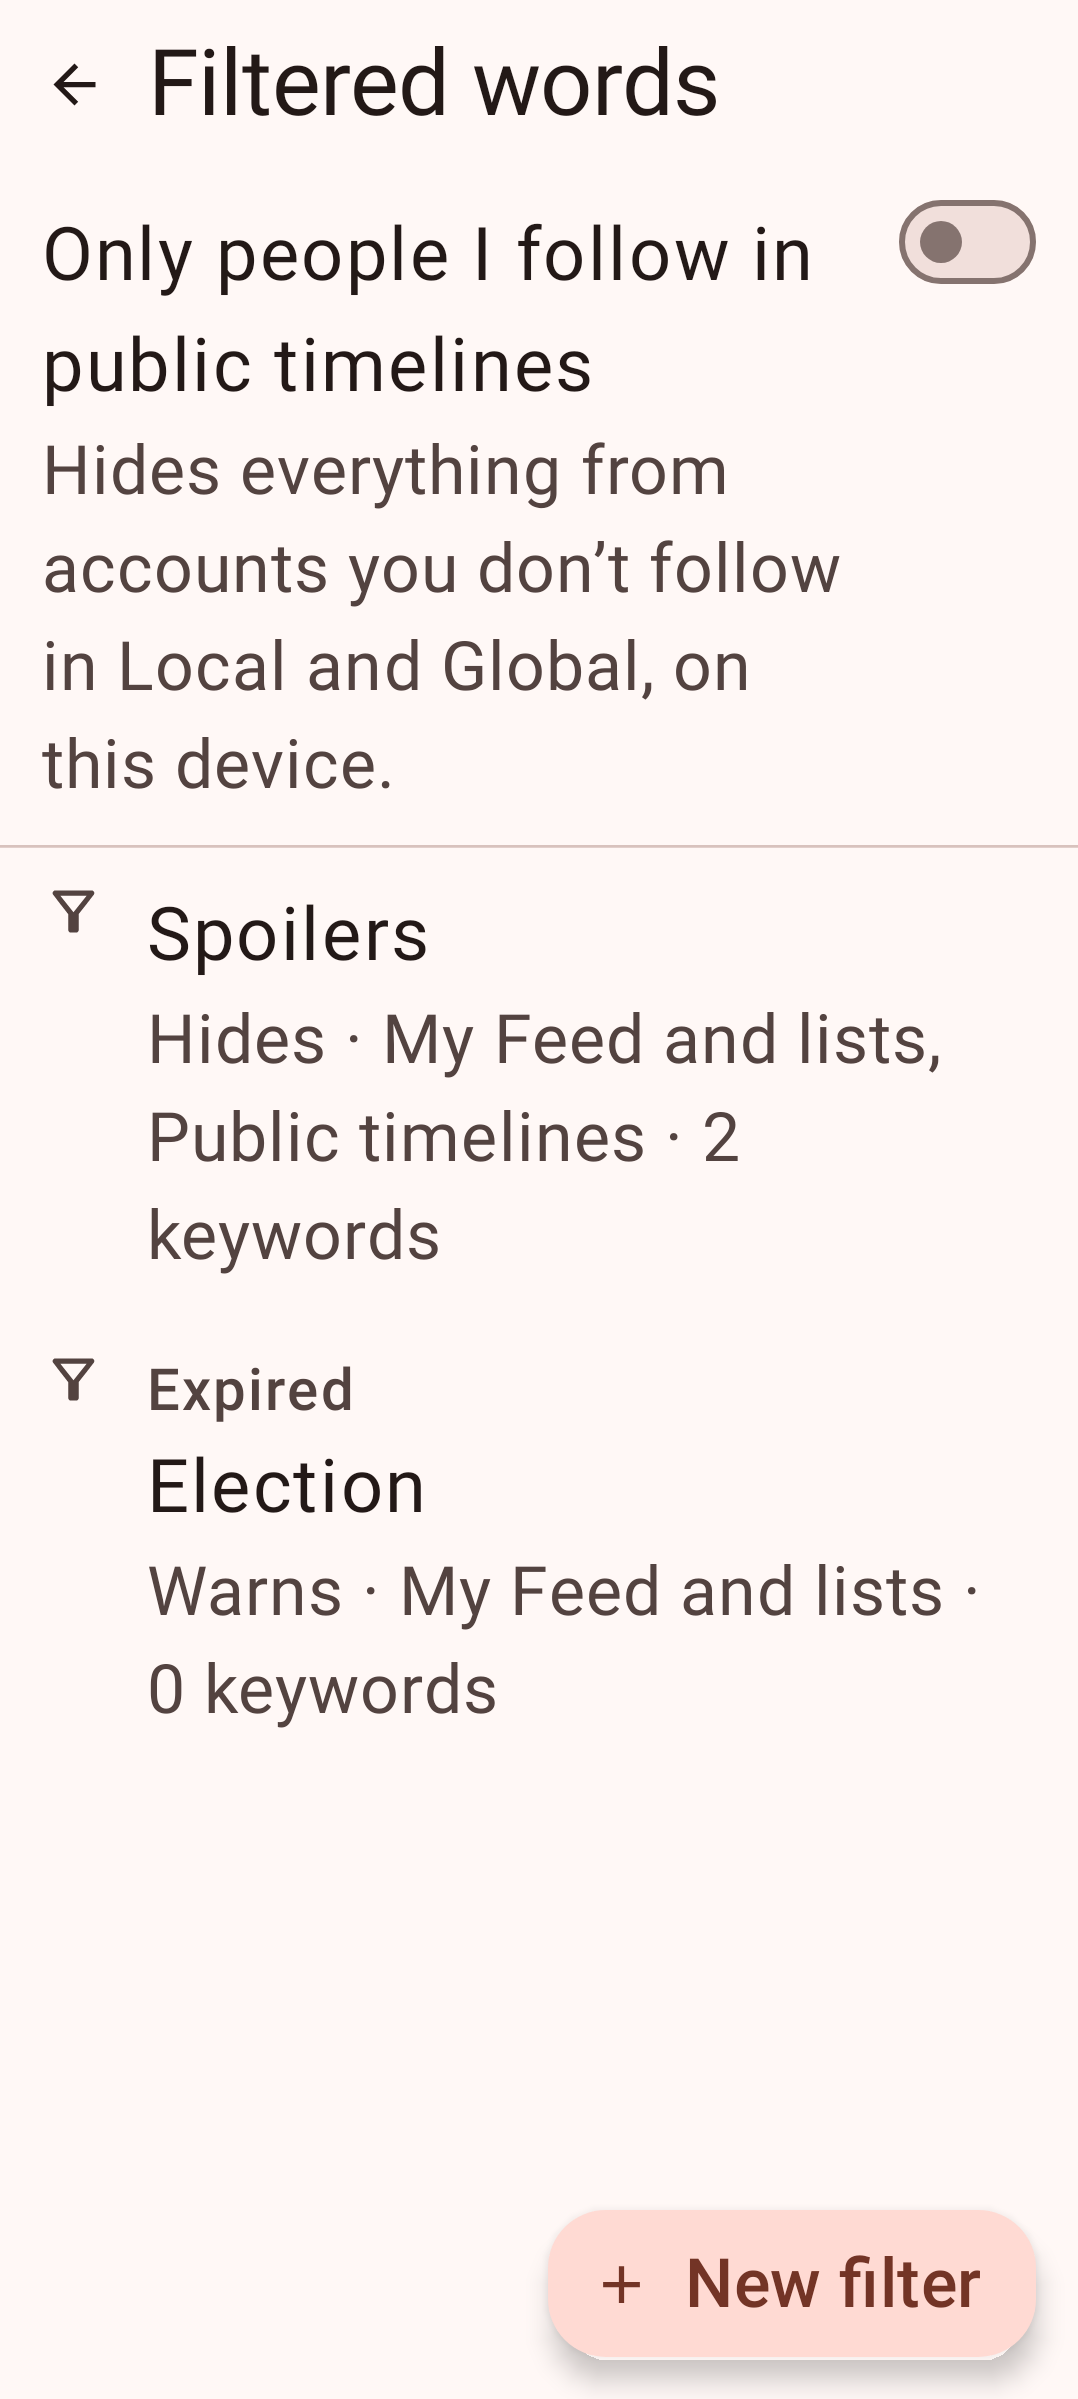 Filtered words
Only people I follow in
public timelines
Hides everything from
accounts you don’t follow
in Local and Global, on
this device.
Spoilers
Hides · My Feed and lists,
Public timelines · 2
keywords
Expired
Election
Warns · My Feed and lists ·
0 keywords
New filter